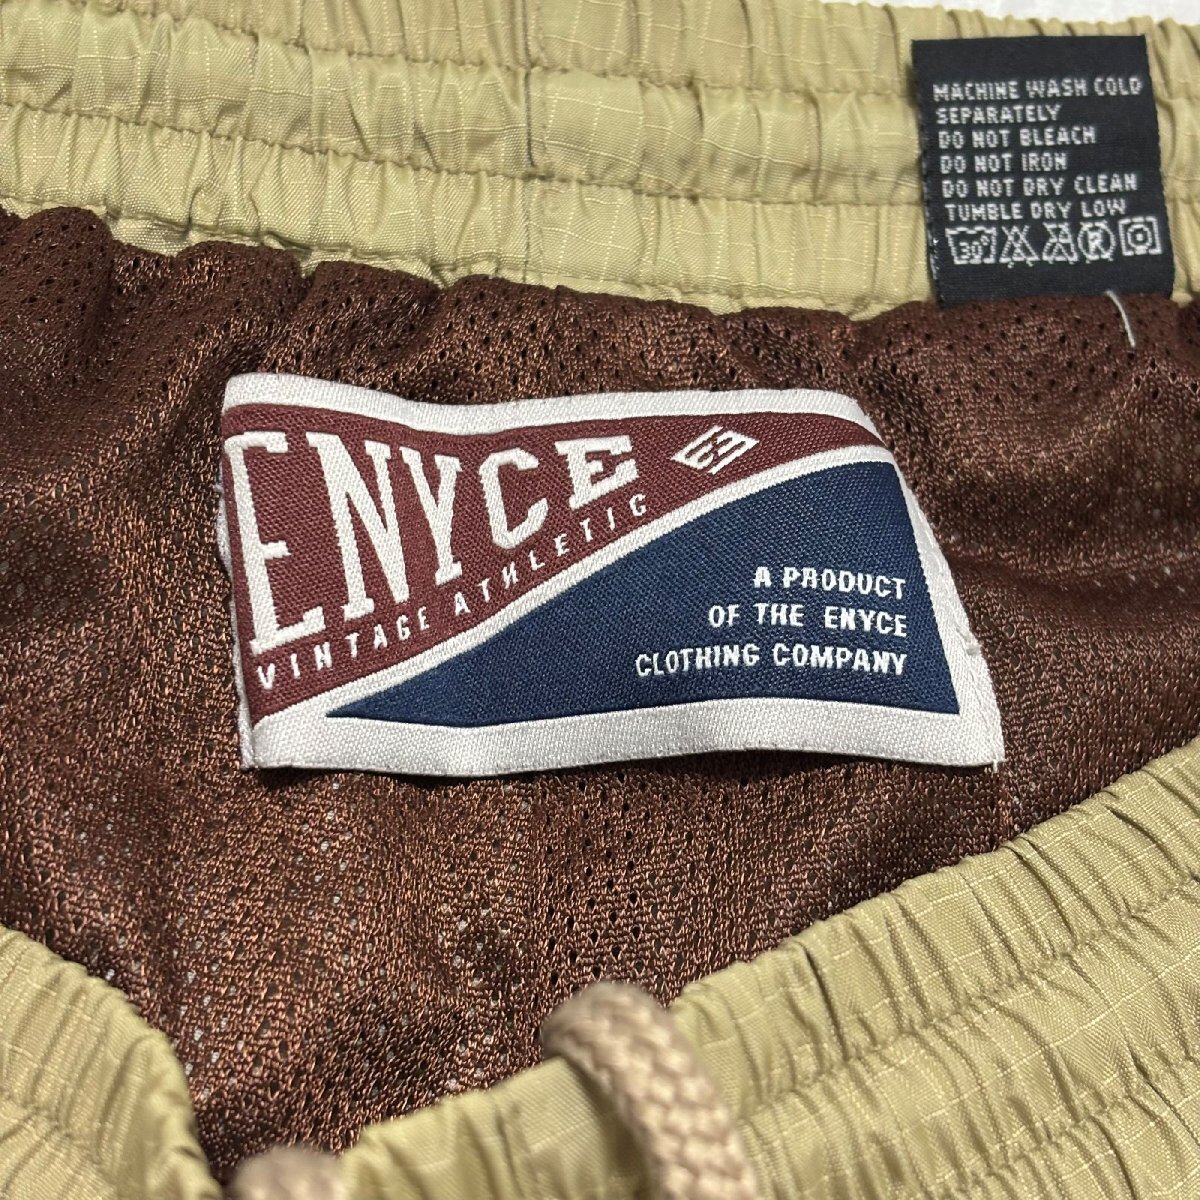 MACHINE WASH COLD
SEPARATELY
DO NOT BLEACH
DO NOT IRON
DO NOT DRY CLEAN
TUMBLE DRY LOW
30°
ENYCE
VINTAGE ATHLETIC
A PRODUCT
OF THE ENYCE
CLOTHING COMPANY